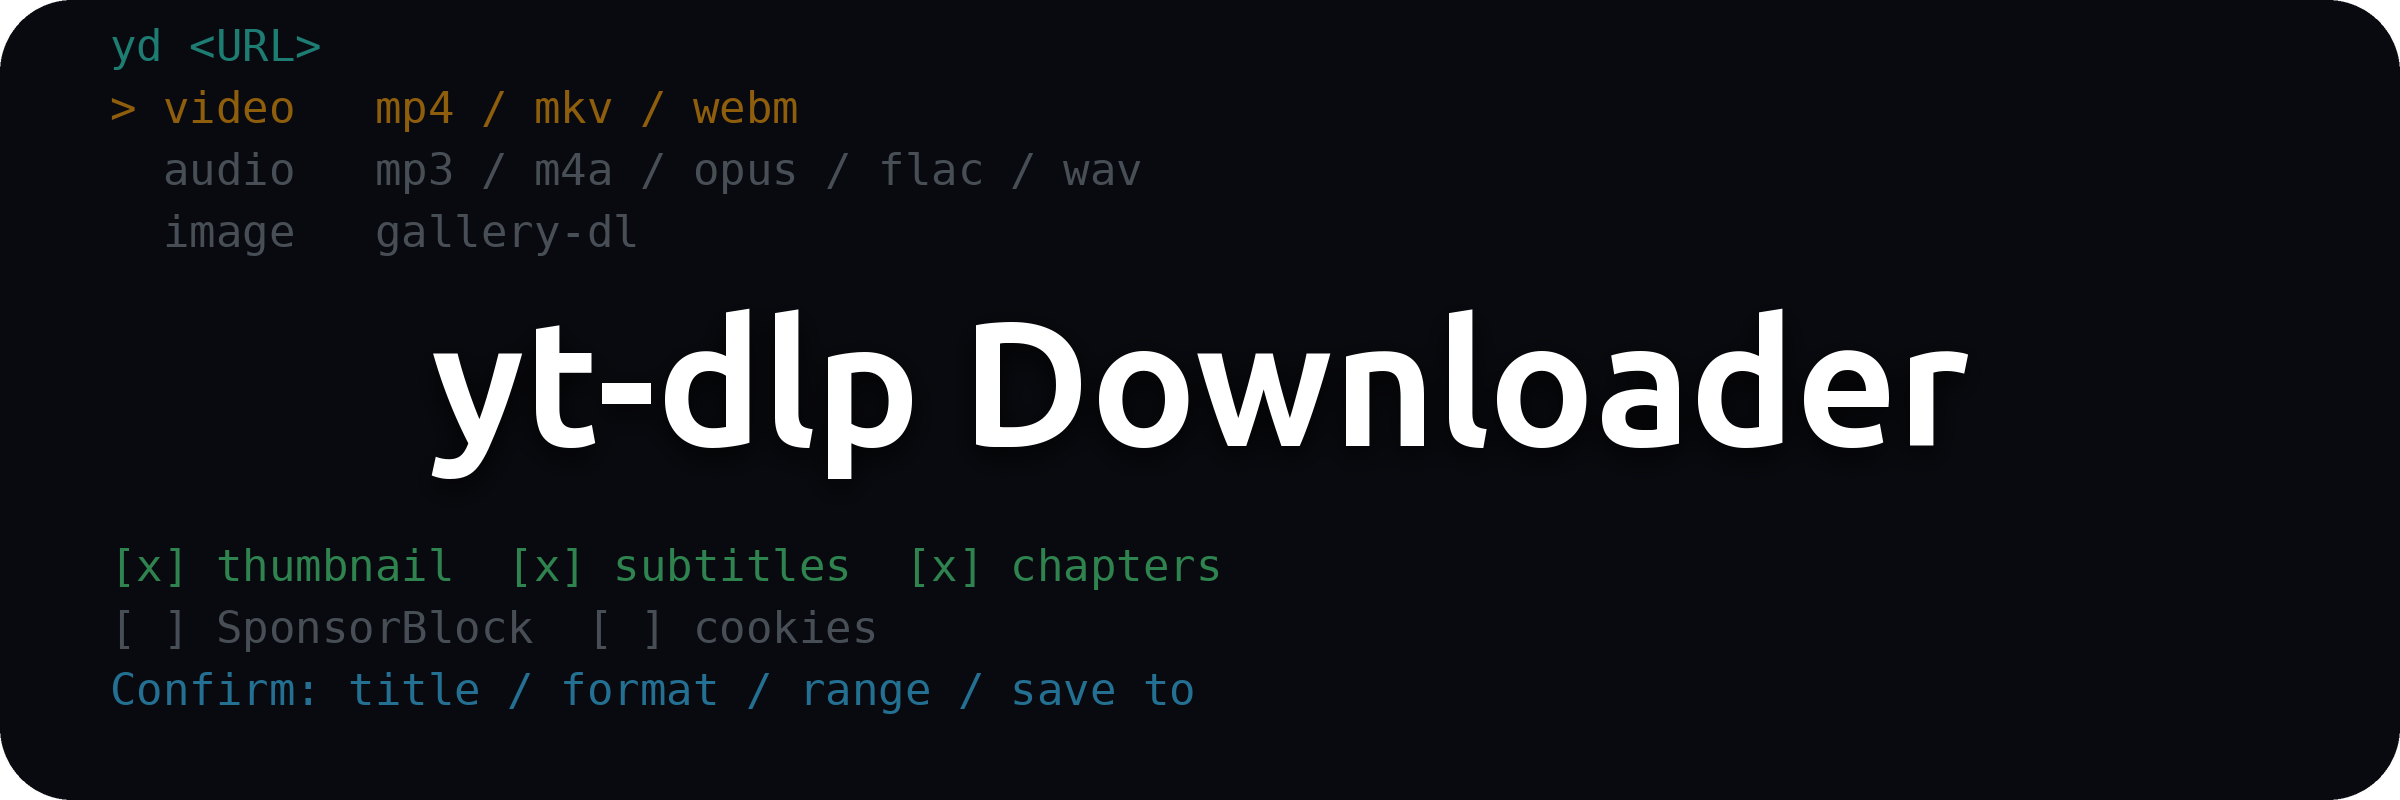 yd <URL>
> video   mp4 / mkv / webm
  audio   mp3 / m4a / opus / flac / wav
  image   gallery-dl
yt-dlp Downloader
[x] thumbnail  [x] subtitles  [x] chapters
[ ] SponsorBlock  [ ] cookies
Confirm: title / format / range / save to